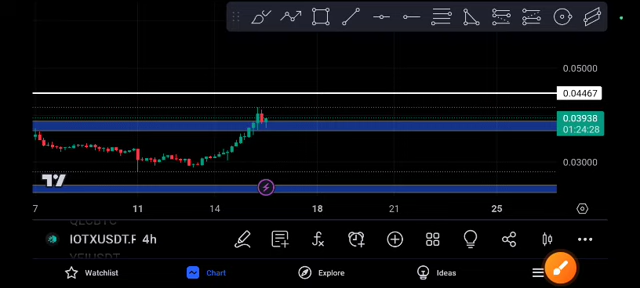 0.05000
0.04467
0.03938
01:24:28
0.03000
7 11 14 18 21 25
IOTXUSDT.P 4h
Watchlist Chart Explore Ideas